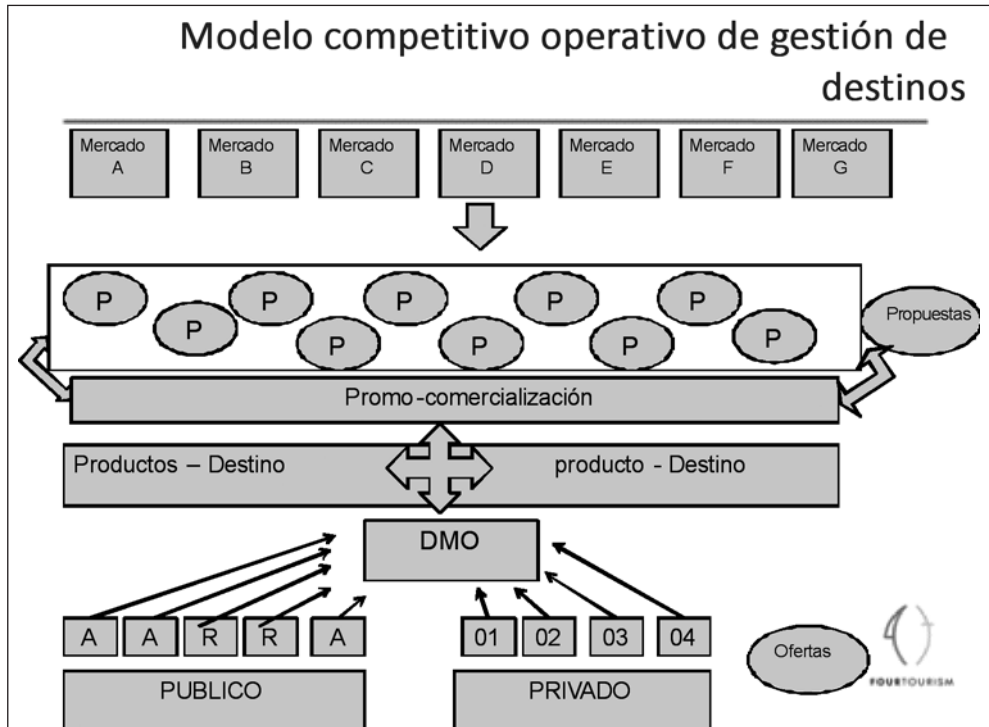 Modelo competitivo operativo de gestión de
destinos
Mercado
A
Mercado
B
Mercado
C
Mercado
D
Mercado
E
Mercado
F
Mercado
G
P
P
P
P
P
P
P
P
P
P
Propuestas
Promo-comercialización
Productos – Destino
producto - Destino
DMO
A
A
R
R
A
01
02
03
04
PUBLICO
PRIVADO
Ofertas
FOURTOURISM